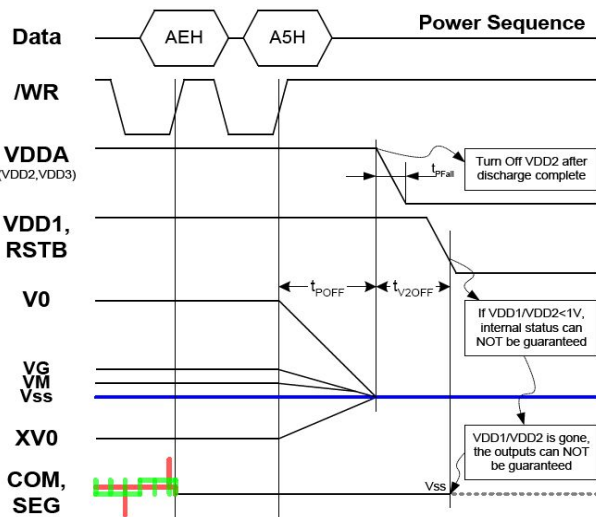 Power Sequence
Data
AEH
A5H
/WR
VDDA
(VDD2,VDD3)
tPFall
Turn Off VDD2 after
discharge complete
VDD1,
RSTB
tPOFF
tV2OFF
V0
If VDD1/VDD2<1V,
internal status can
NOT be guaranteed
VG
VM
Vss
XV0
VDD1/VDD2 is gone,
the outputs can NOT
be guaranteed
COM,
SEG
Vss